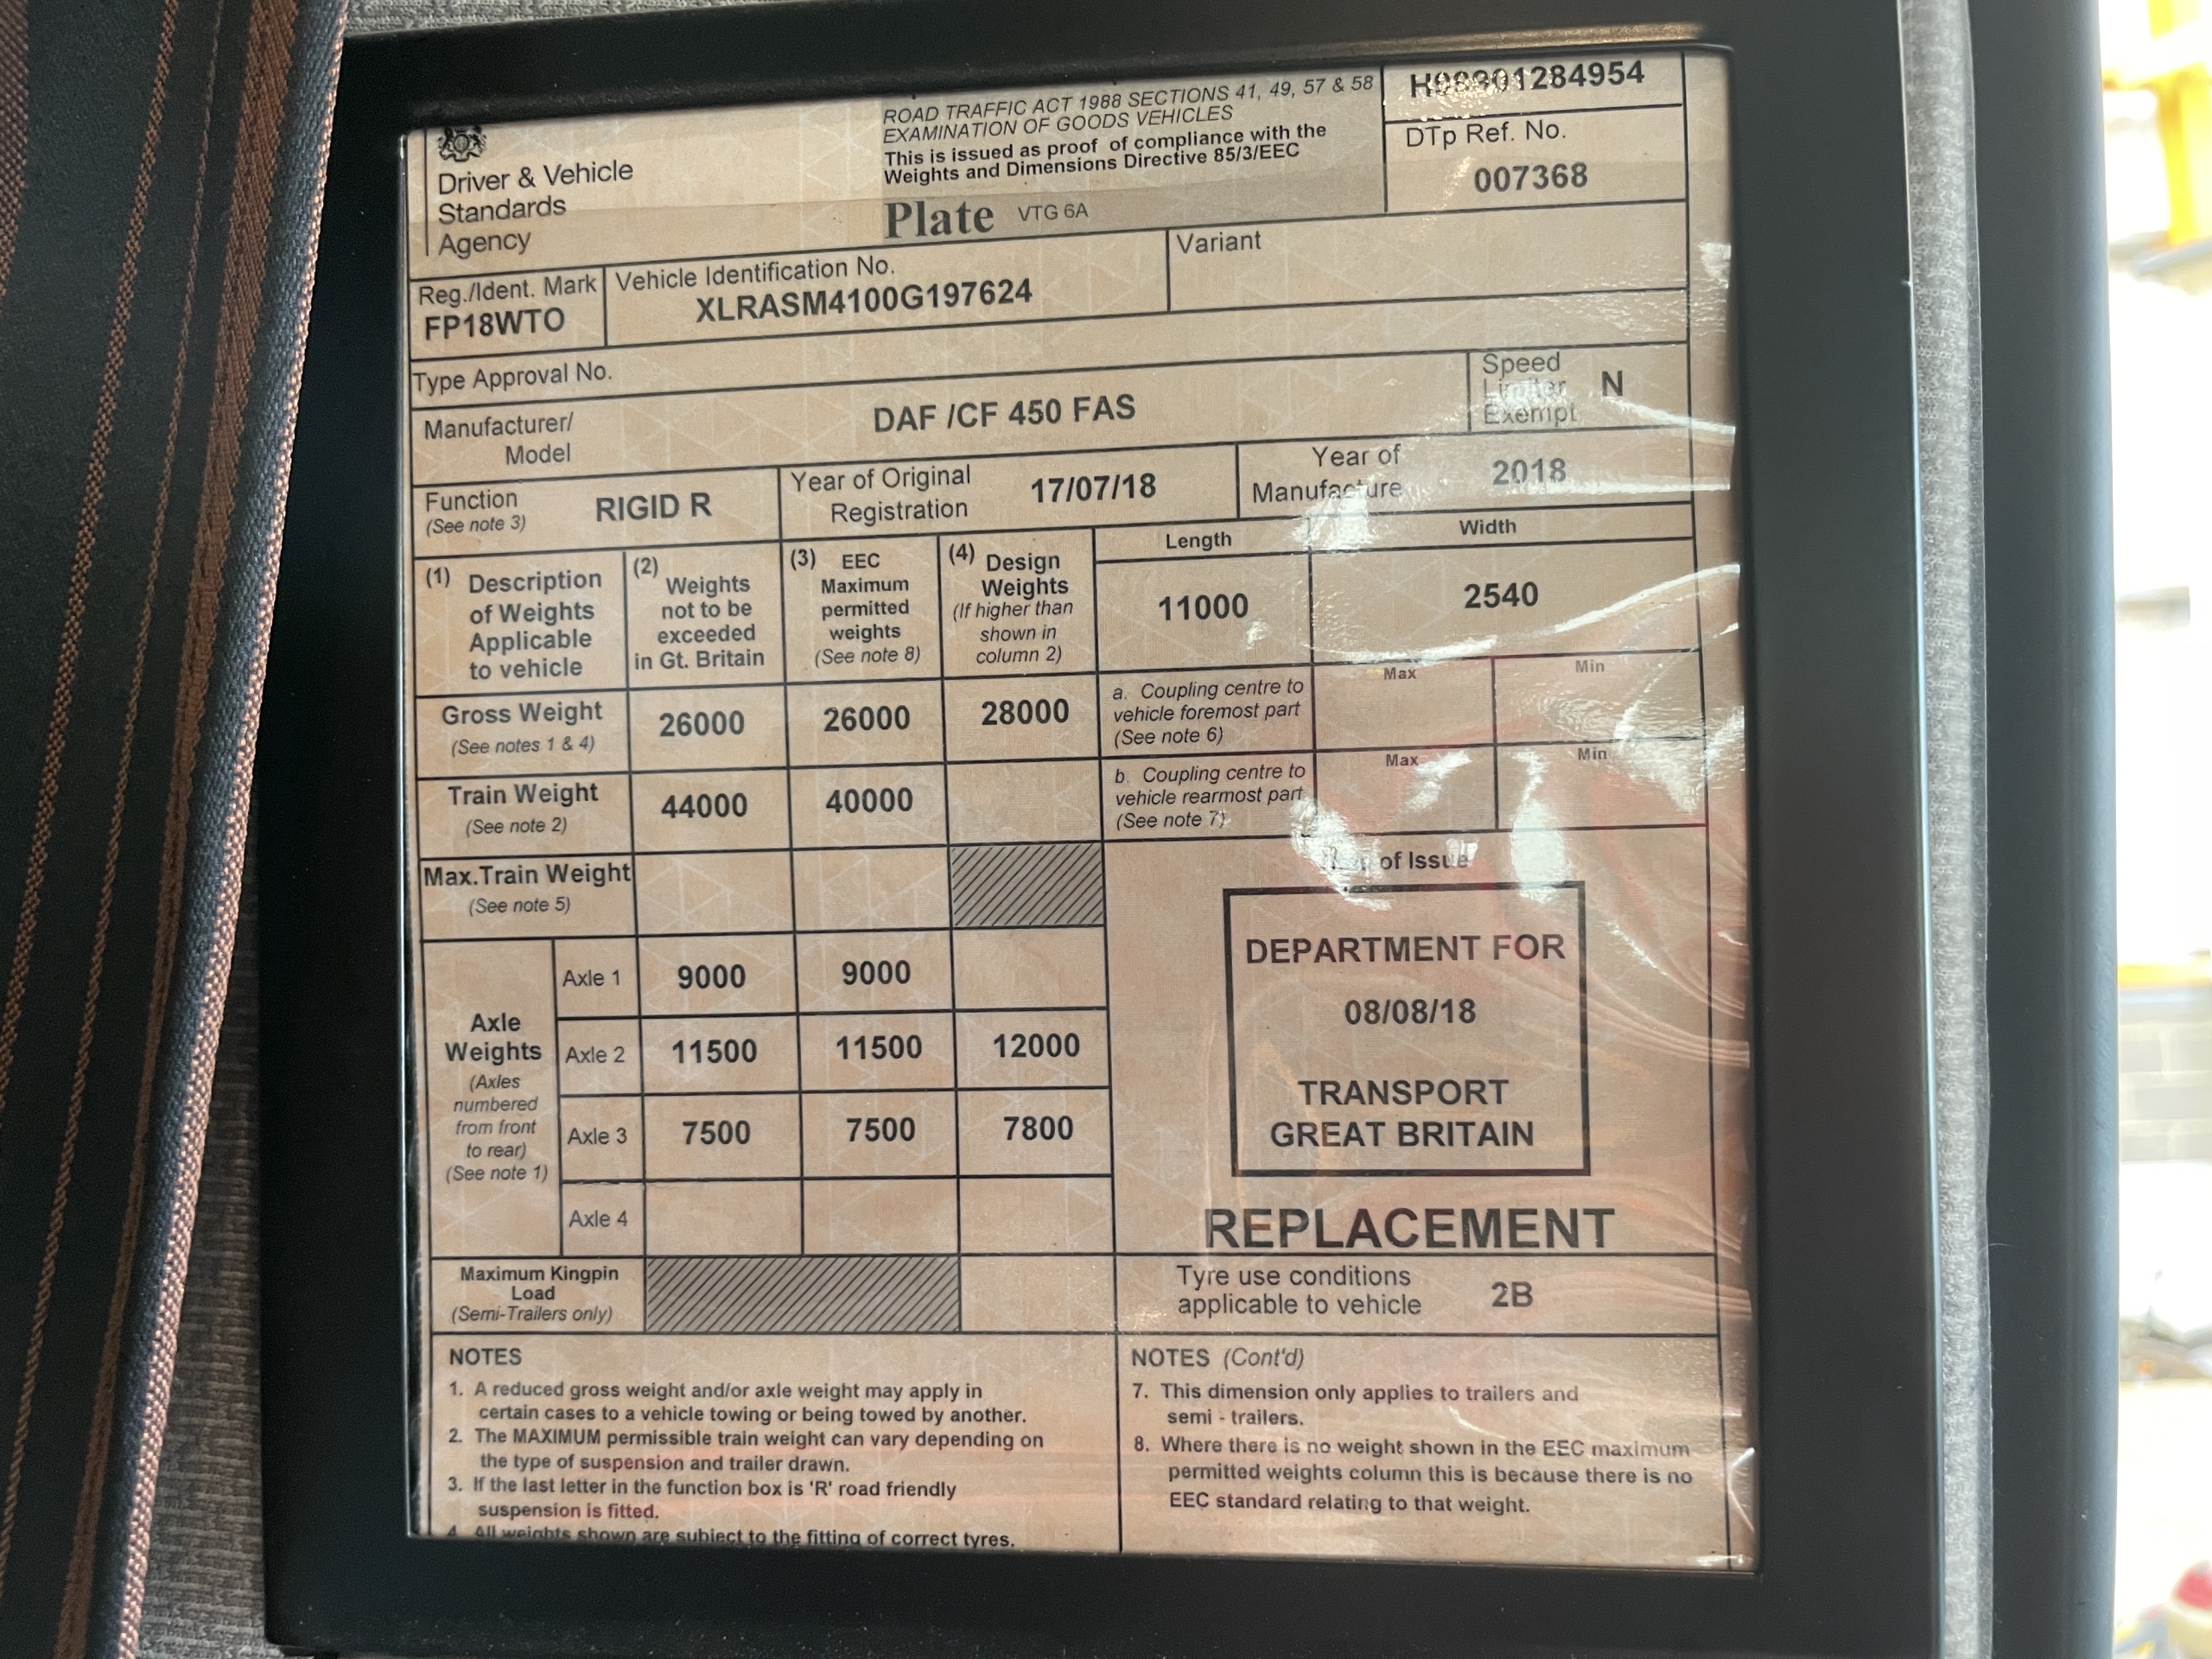 ROAD TRAFFIC ACT 1988 SECTIONS 41, 49, 57 & 58
EXAMINATION OF GOODS VEHICLES
This is issued as proof of compliance with the
Weights and Dimensions Directive 85/3/EEC
Driver & Vehicle
Standards
Agency
Plate VTG 6A
DTp Ref. No.
007368
Reg./Ident. Mark
FP18WTO
Vehicle Identification No.
XLRASM4100G197624
Variant
Type Approval No.
Manufacturer/
Model
DAF /CF 450 FAS
Speed
Limiter
Exempt
N
Function
(See note 3)
RIGID R
Year of Original
Registration
17/07/18
Year of
Manufacture
2018
(1) Description
of Weights
Applicable
to vehicle
(2) Weights
not to be
exceeded
in Gt. Britain
(3) EEC
Maximum
permitted
weights
(See note 8)
(4) Design
Weights
(If higher than
shown in
column 2)
Length
11000
Width
2540
Gross Weight
(See notes 1 & 4)
26000 26000 28000
a. Coupling centre to
vehicle foremost part
(See note 6)
Max Min
Train Weight
(See note 2)
44000 40000
b. Coupling centre to
vehicle rearmost part
(See note 7)
Max Min
Max.Train Weight
(See note 5)
of Issue
DEPARTMENT FOR
08/08/18
TRANSPORT
GREAT BRITAIN
REPLACEMENT
Axle
Weights
(Axles
numbered
from front
to rear)
(See note 1)
Axle 1 9000 9000
Axle 2 11500 11500 12000
Axle 3 7500 7500 7800
Axle 4
Maximum Kingpin
Load
(Semi-Trailers only)
Tyre use conditions
applicable to vehicle
2B
NOTES
1. A reduced gross weight and/or axle weight may apply in
certain cases to a vehicle towing or being towed by another.
2. The MAXIMUM permissible train weight can vary depending on
the type of suspension and trailer drawn.
3. If the last letter in the function box is 'R' road friendly
suspension is fitted.
4. All weights shown are subject to the fitting of correct tyres.
NOTES (Cont'd)
7. This dimension only applies to trailers and
semi - trailers.
8. Where there is no weight shown in the EEC maximum
permitted weights column this is because there is no
EEC standard relating to that weight.